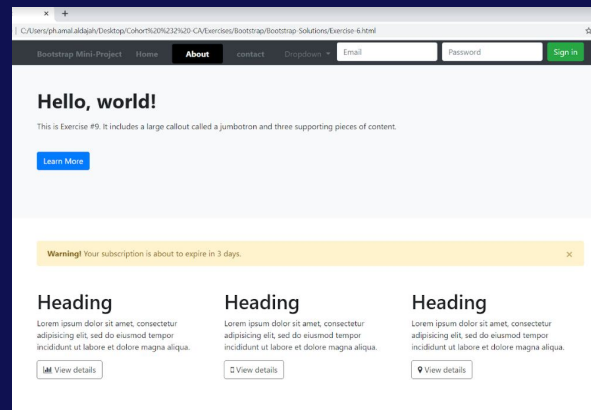 × +
C:/Users/ph.amal.aldajah/Desktop/Cohort%20%232%20-CA/Exercises/Bootstrap/Bootstrap-Solutions/Exercise-6.html
Bootstrap Mini-Project Home About contact Dropdown Email Password Sign in
Hello, world!
This is Exercise #9. It includes a large callout called a jumbotron and three supporting pieces of content.
Learn More
Warning! Your subscription is about to expire in 3 days. ×
Heading Heading Heading
Lorem ipsum dolor sit amet, consectetur Lorem ipsum dolor sit amet, consectetur Lorem ipsum dolor sit amet, consectetur
adipisicing elit, sed do eiusmod tempor adipisicing elit, sed do eiusmod tempor adipisicing elit, sed do eiusmod tempor
incididunt ut labore et dolore magna aliqua. incididunt ut labore et dolore magna aliqua. incididunt ut labore et dolore magna aliqua.
View details View details View details